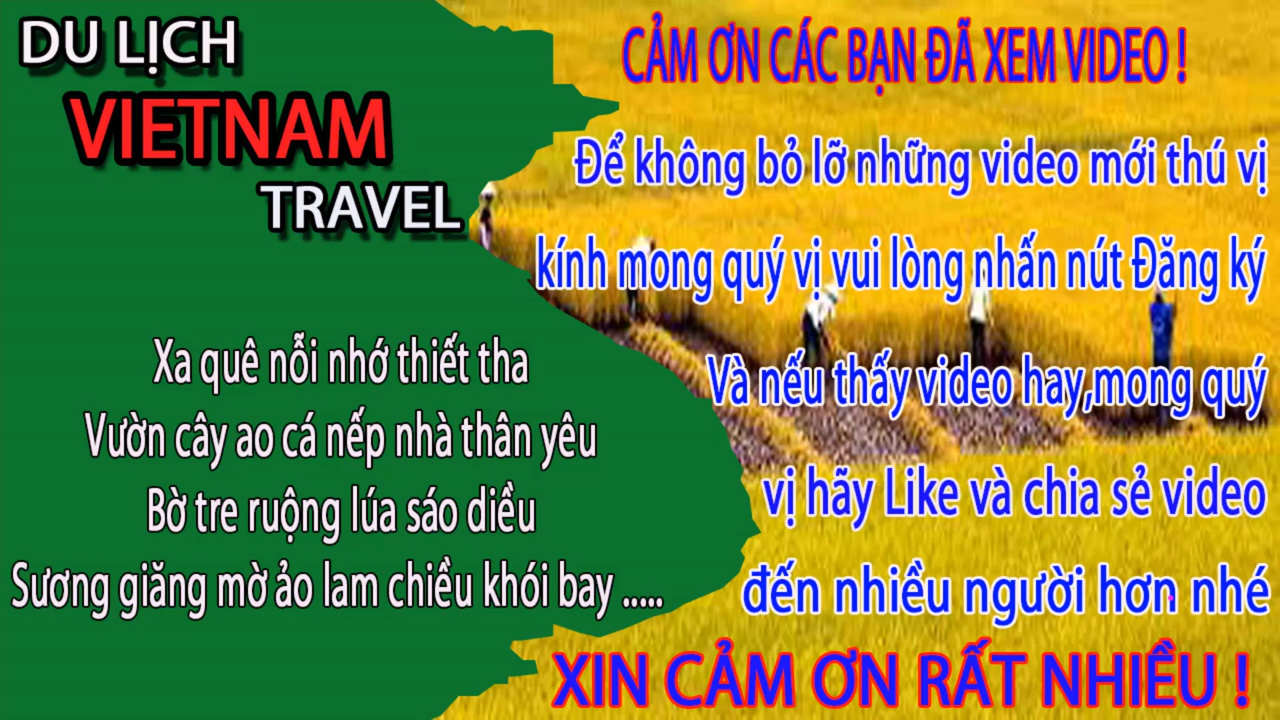 DU LỊCH
VIETNAM
TRAVEL
Xa quê nỗi nhớ thiết tha
Vườn cây ao cá nếp nhà thân yêu
Bờ tre ruộng lúa sáo diều
Sương giăng mờ ảo lam chiều khói bay .....
CẢM ƠN CÁC BẠN ĐÃ XEM VIDEO !
Để không bỏ lỡ những video mới thú vị
kính mong quý vị vui lòng nhấn nút Đăng ký
Và nếu thấy video hay,mong quý
vị hãy Like và chia sẻ video
đến nhiều người hơn nhé
XIN CẢM ƠN RẤT NHIỀU !